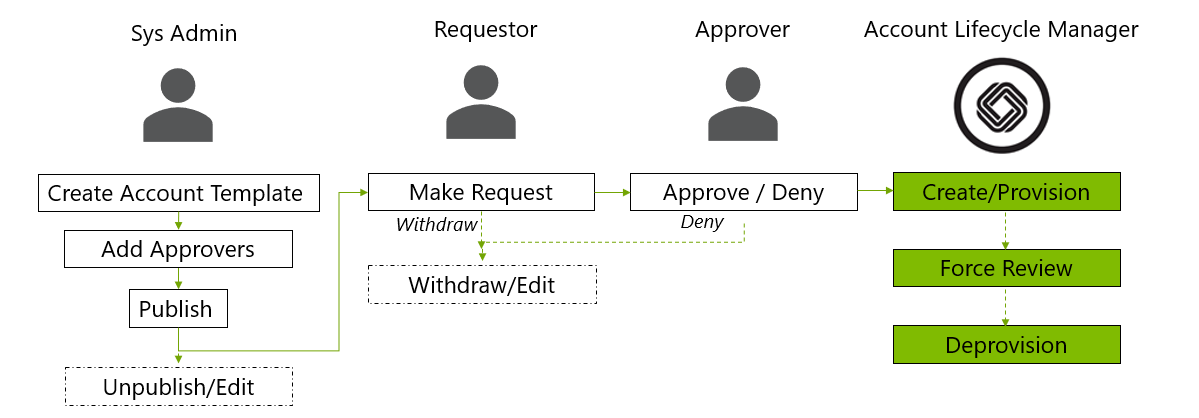 Sys Admin
Requestor
Approver
Account Lifecycle Manager
Create Account Template
Add Approvers
Publish
Unpublish/Edit
Make Request
Withdraw
Withdraw/Edit
Approve / Deny
Deny
Create/Provision
Force Review
Deprovision